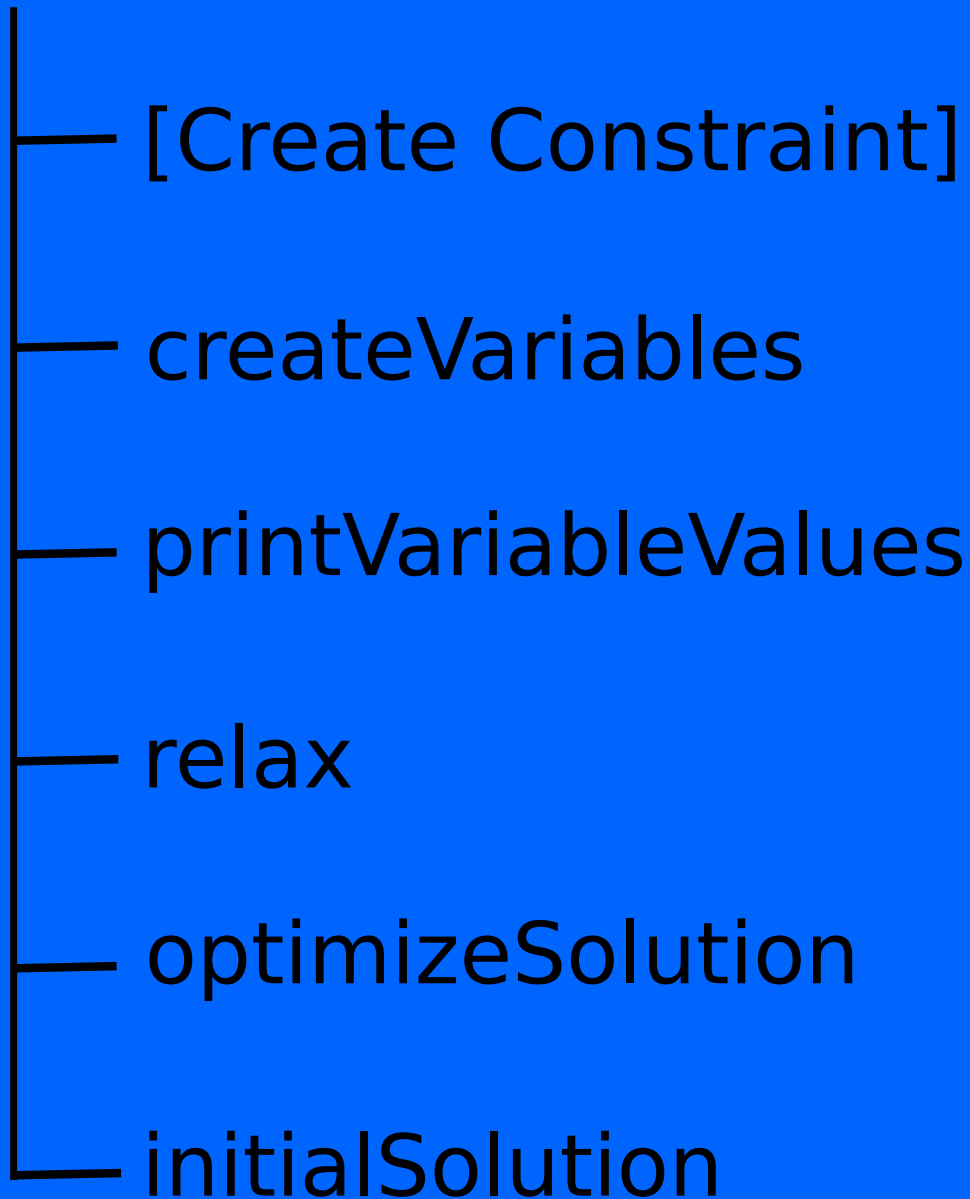 [Create Constraint]
createVariables
printVariableValues
relax
optimizeSolution
initialSolution